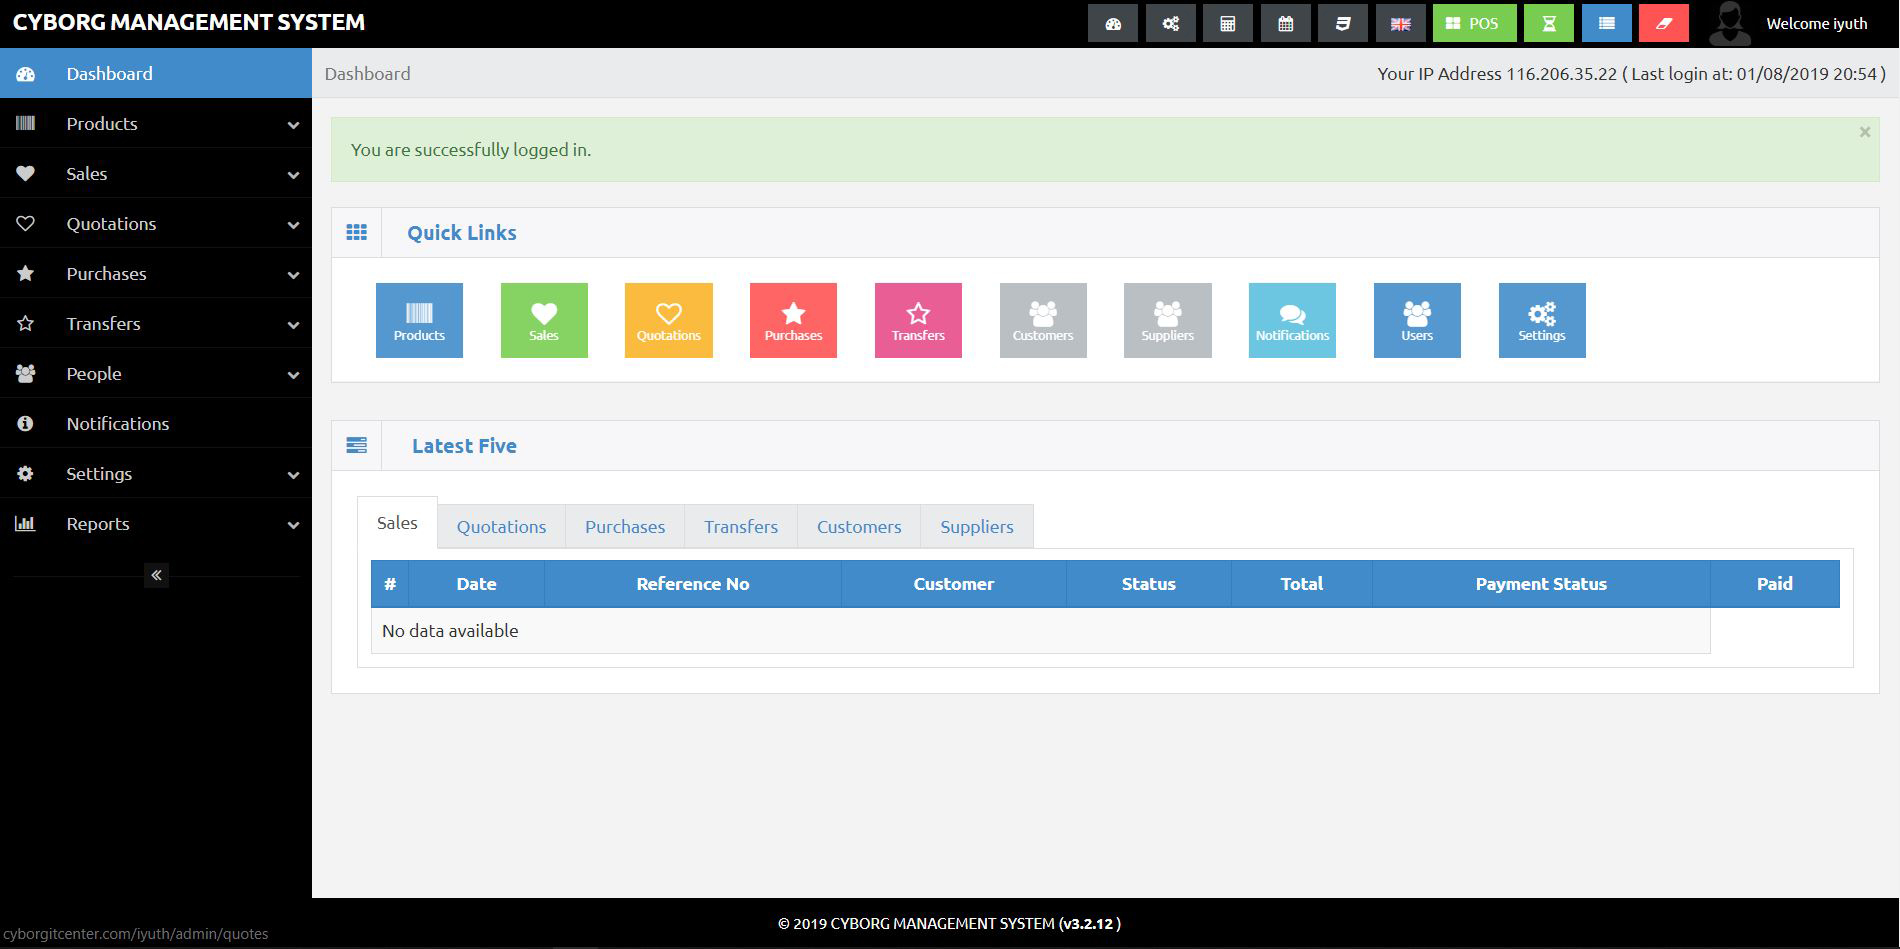 CYBORG MANAGEMENT SYSTEM
POS
Welcome iyuth
Dashboard
Products
Sales
Quotations
Purchases
Transfers
People
Notifications
Settings
Reports
Dashboard
Your IP Address 116.206.35.22 ( Last login at: 01/08/2019 20:54 )
You are successfully logged in.
×
Quick Links
Products
Sales
Quotations
Purchases
Transfers
Customers
Suppliers
Notifications
Users
Settings
Latest Five
Sales Quotations Purchases Transfers Customers Suppliers
# Date Reference No Customer Status Total Payment Status Paid
No data available
© 2019 CYBORG MANAGEMENT SYSTEM (v3.2.12 )
cyborgitcenter.com/iyuth/admin/quotes